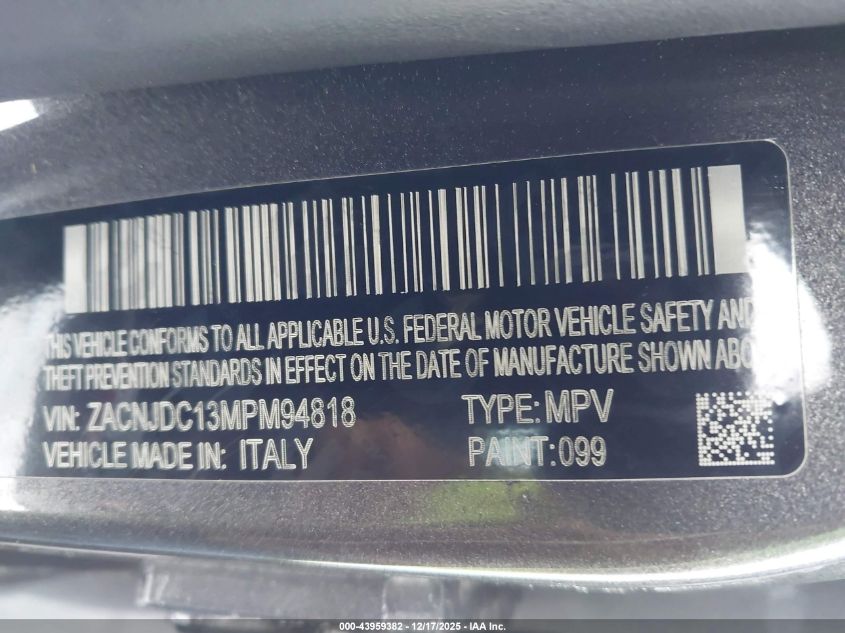 THIS VEHICLE CONFORMS TO ALL APPLICABLE U.S. FEDERAL MOTOR VEHICLE SAFETY AND
THEFT PREVENTION STANDARDS IN EFFECT ON THE DATE OF MANUFACTURE SHOWN ABO
VIN: ZACNJDC13MPM94818 TYPE: MPV
VEHICLE MADE IN: ITALY PAINT: 099
000-43959382 - 12/17/2025 - IAA Inc.